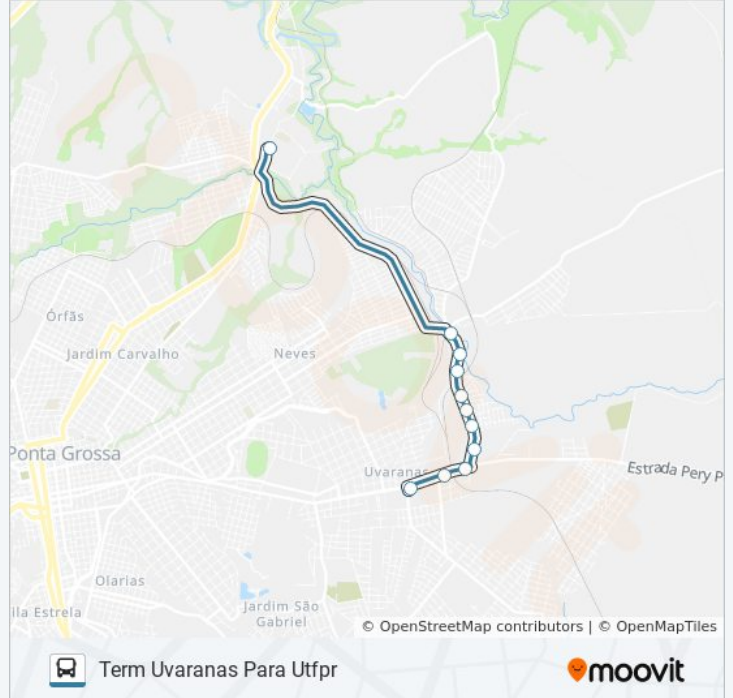 Órfãs
Jardim Carvalho
Neves
Ponta Grossa
Uvaranas
Estrada Pery P
Olarias
Jardim São
Gabriel
ila Estrela
© OpenStreetMap contributors | © OpenMapTiles
Term Uvaranas Para Utfpr
moovit